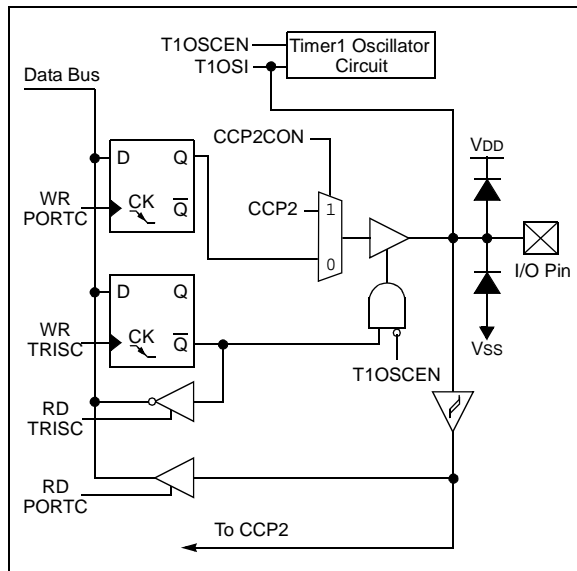 T1OSCEN
Timer1 Oscillator
Circuit
T1OSI
Data Bus
CCP2CON
VDD
D Q
WR
PORTC
CK
Q
CCP2
1
0
I/O Pin
D Q
WR
TRISC
CK
Q
VSS
T1OSCEN
RD
TRISC
RD
PORTC
To CCP2